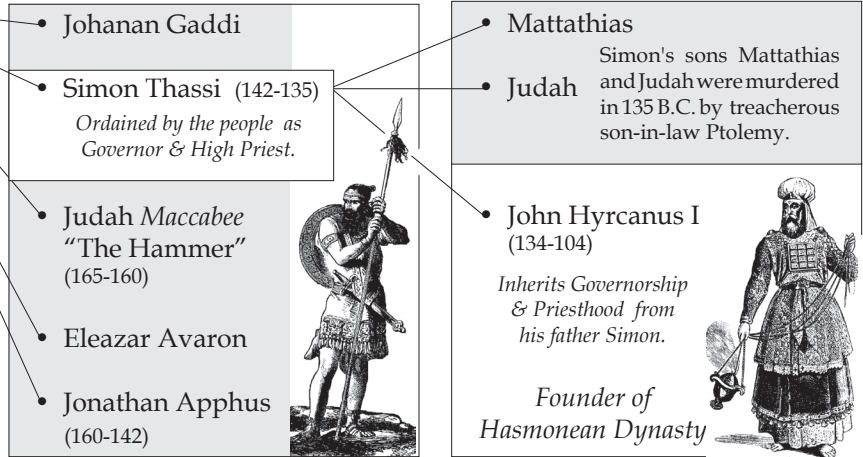 • Johanan Gaddi
• Simon Thassi (142-135)
Ordained by the people as
Governor & High Priest.
• Judah Maccabee
“The Hammer”
(165-160)
• Eleazar Avaron
• Jonathan Apphus
(160-142)
• Mattathias
• Judah
Simon's sons Mattathias
and Judah were murdered
in 135 B.C. by treacherous
son-in-law Ptolemy.
• John Hyrcanus I
(134-104)
Inherits Governorship
& Priesthood from
his father Simon.
Founder of
Hasmonean Dynasty